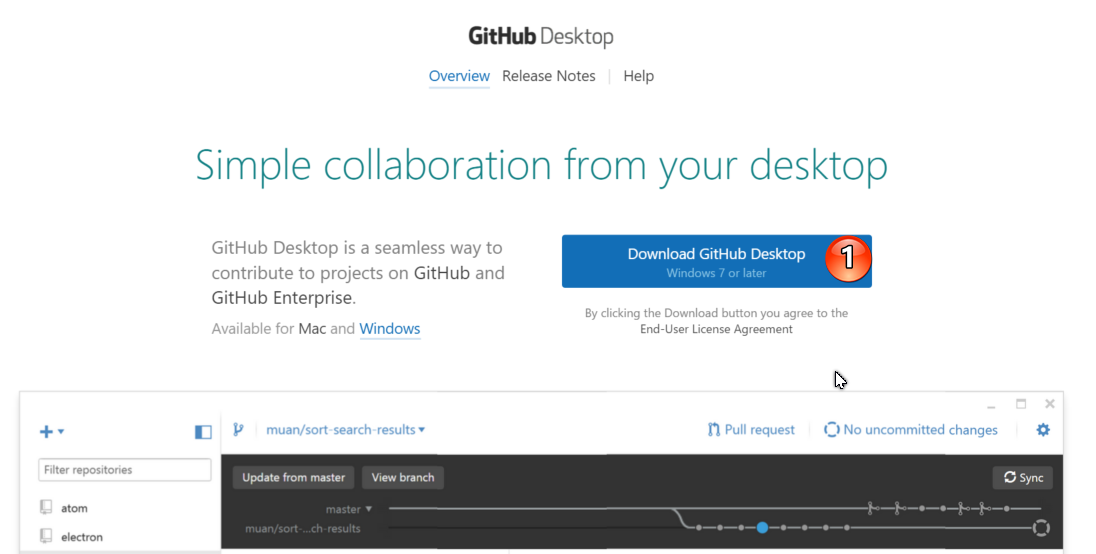 GitHub Desktop
Overview Release Notes Help
Simple collaboration from your desktop
GitHub Desktop is a seamless way to
contribute to projects on GitHub and
GitHub Enterprise.
Available for Mac and Windows
Download GitHub Desktop
Windows 7 or later
1
By clicking the Download button you agree to the
End-User License Agreement
muan/sort-search-results
Pull request
No uncommitted changes
Filter repositories
atom
electron
Update from master
View branch
Sync
master
muan/sort-...ch-results